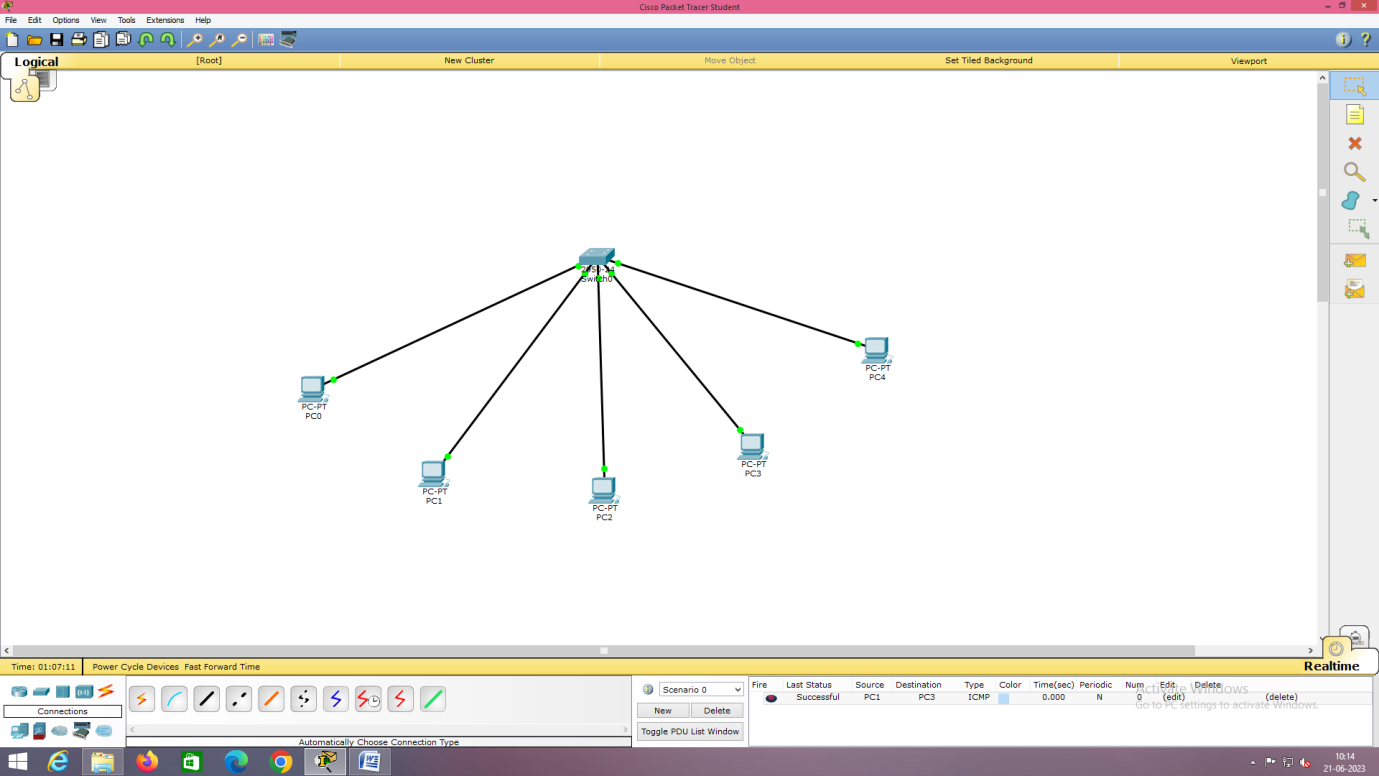 Cisco Packet Tracer Student
File Edit Options View Tools Extensions Help
Logical [Root] New Cluster Move Object Set Tiled Background Viewport
2950-24
Switch0
PC-PT
PC4
PC-PT
PC0
PC-PT
PC3
PC-PT
PC1
PC-PT
PC2
Time: 01:07:11 Power Cycle Devices Fast Forward Time Realtime
Fire Last Status Source Destination Type Color Time(sec) Periodic Num Edit Delete
Successful PC1 PC3 ICMP 0.000 N 0 (edit) (delete)
Scenario 0
New Delete
Toggle PDU List Window
Connections
Automatically Choose Connection Type
Activate Windows
Go to PC settings to activate Windows.
10:14
21-06-2023